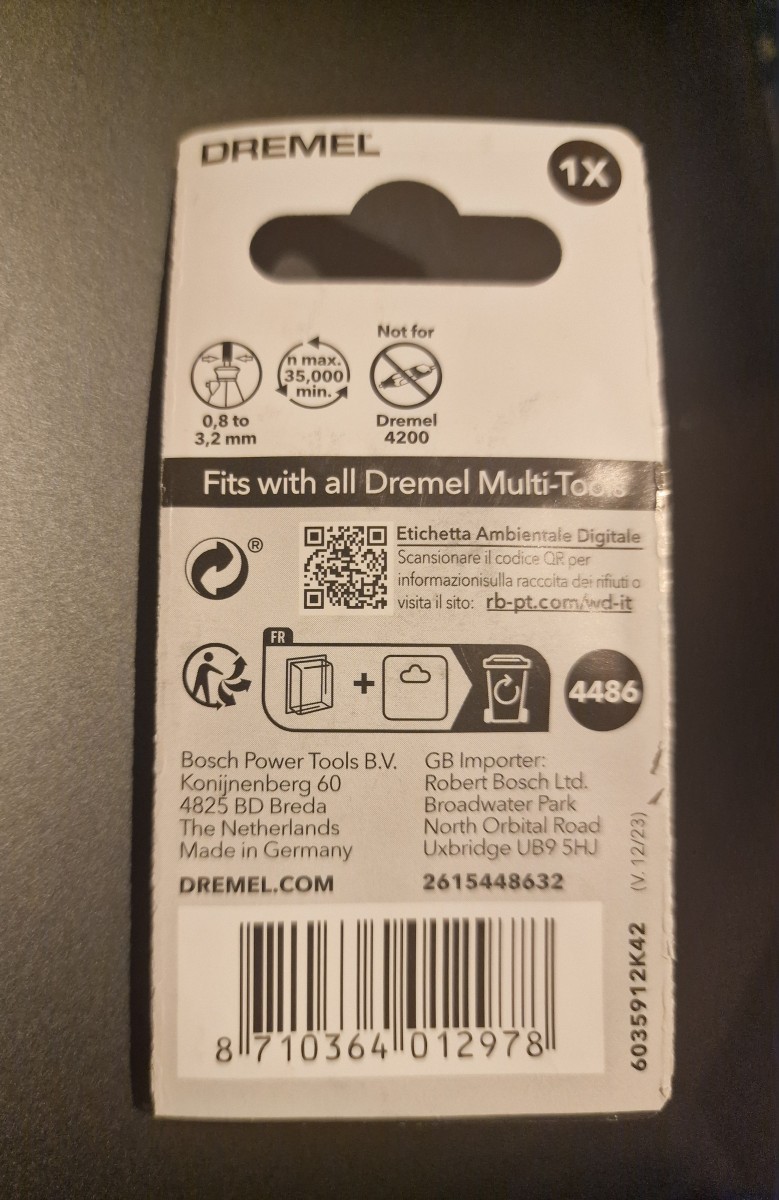 DREMEL
1X
Not for
n max.
35,000
min.
0,8 to
3,2 mm
Dremel
4200
Fits with all Dremel Multi-Tools
®
Etichetta Ambientale Digitale
Scansionare il codice QR per
informazionisulla raccolta dei rifiuti o
visita il sito: rb-pt.com/wd-it
FR
+
4486
Bosch Power Tools B.V.
Konijnenberg 60
4825 BD Breda
The Netherlands
Made in Germany
DREMEL.COM
GB Importer:
Robert Bosch Ltd.
Broadwater Park
North Orbital Road
Uxbridge UB9 5HJ
2615448632
6035912K42 (V. 12/23)
8 710364 012978